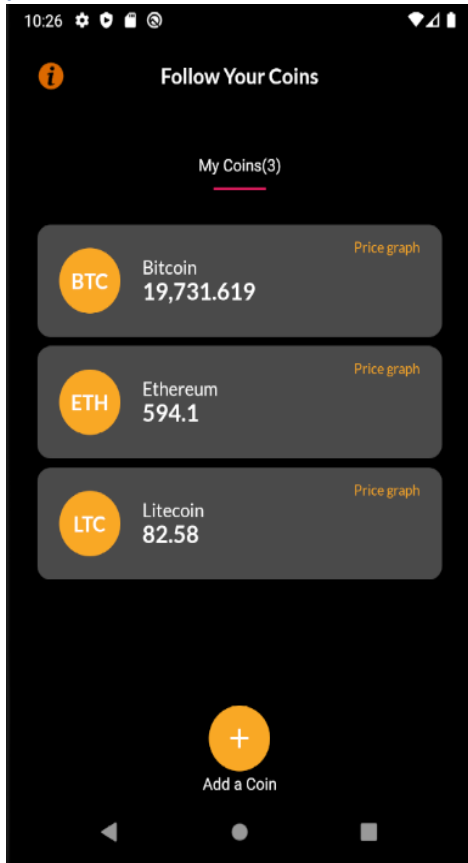 10:26
i
Follow Your Coins
My Coins(3)
Price graph
BTC
Bitcoin
19,731.619
Price graph
ETH
Ethereum
594.1
Price graph
LTC
Litecoin
82.58
+
Add a Coin